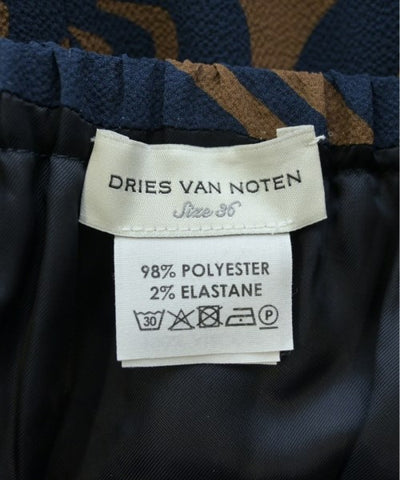 DRIES VAN NOTEN
Size 36
98% POLYESTER
2% ELASTANE
30 P